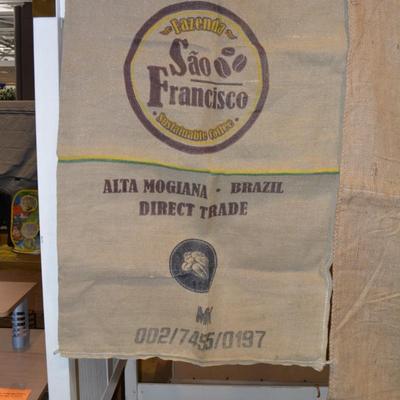 Fazenda
São
Francisco
Sustainable Coffee
ALTA MOGIANA · BRAZIL
DIRECT TRADE
002/7455/0197